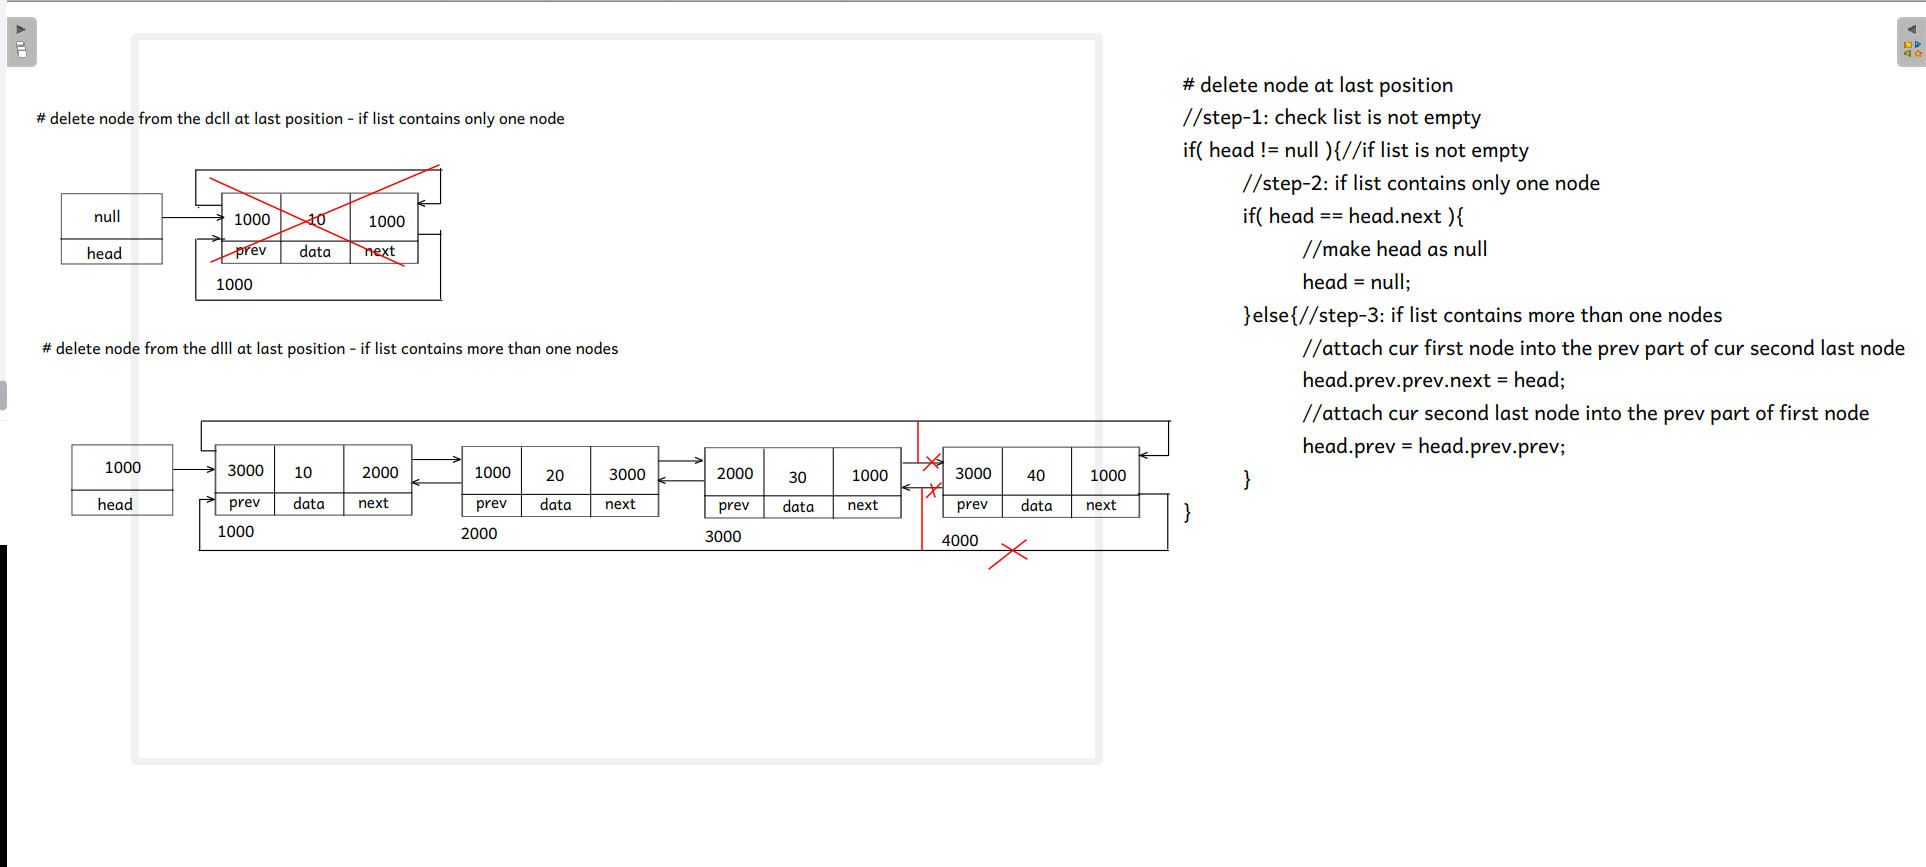 # delete node from the dcll at last position - if list contains only one node
null
head
1000 10 1000
prev data next
1000
# delete node from the dlll at last position - if list contains more than one nodes
1000
head
3000 10 2000
prev data next
1000
1000 20 3000
prev data next
2000
2000 30 1000
prev data next
3000
3000 40 1000
prev data next
4000
# delete node at last position
//step-1: check list is not empty
if( head != null ){//if list is not empty
//step-2: if list contains only one node
if( head == head.next ){
//make head as null
head = null;
}else{//step-3: if list contains more than one nodes
//attach cur first node into the prev part of cur second last node
head.prev.prev.next = head;
//attach cur second last node into the prev part of first node
head.prev = head.prev.prev;
}
}